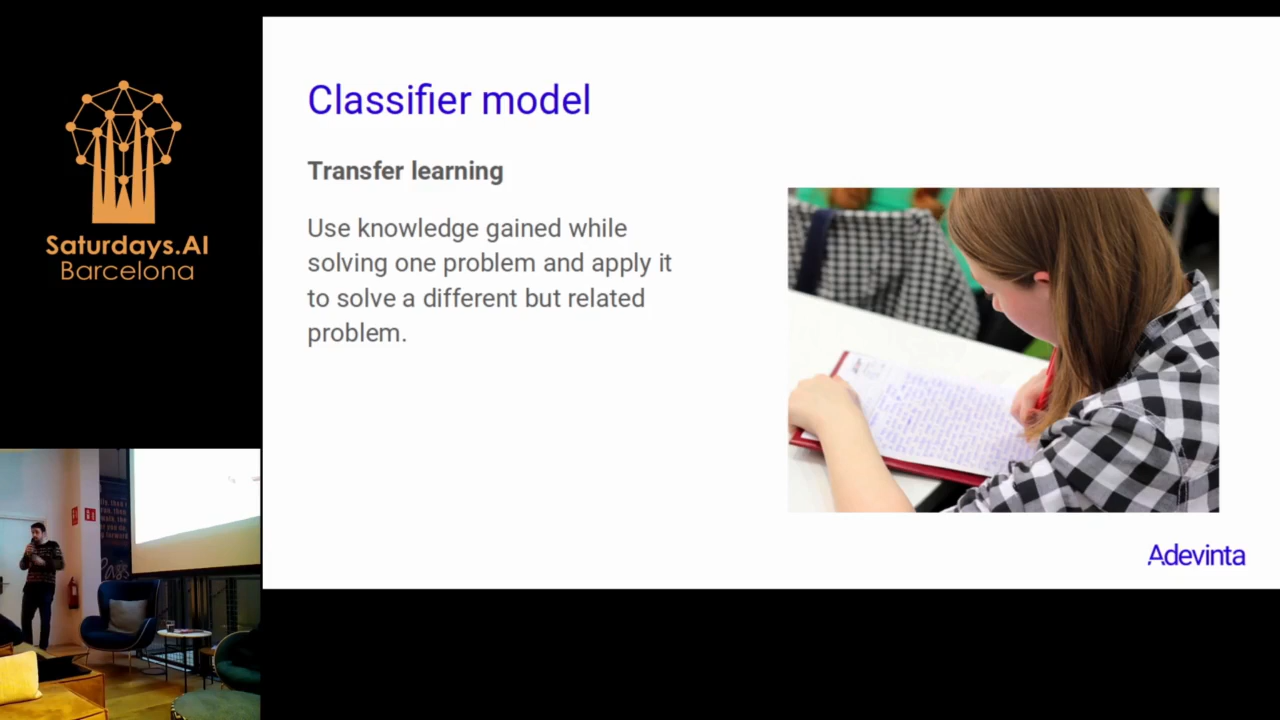 Saturdays.AI
Barcelona
Classifier model
Transfer learning
Use knowledge gained while
solving one problem and apply it
to solve a different but related
problem.
Adevinta